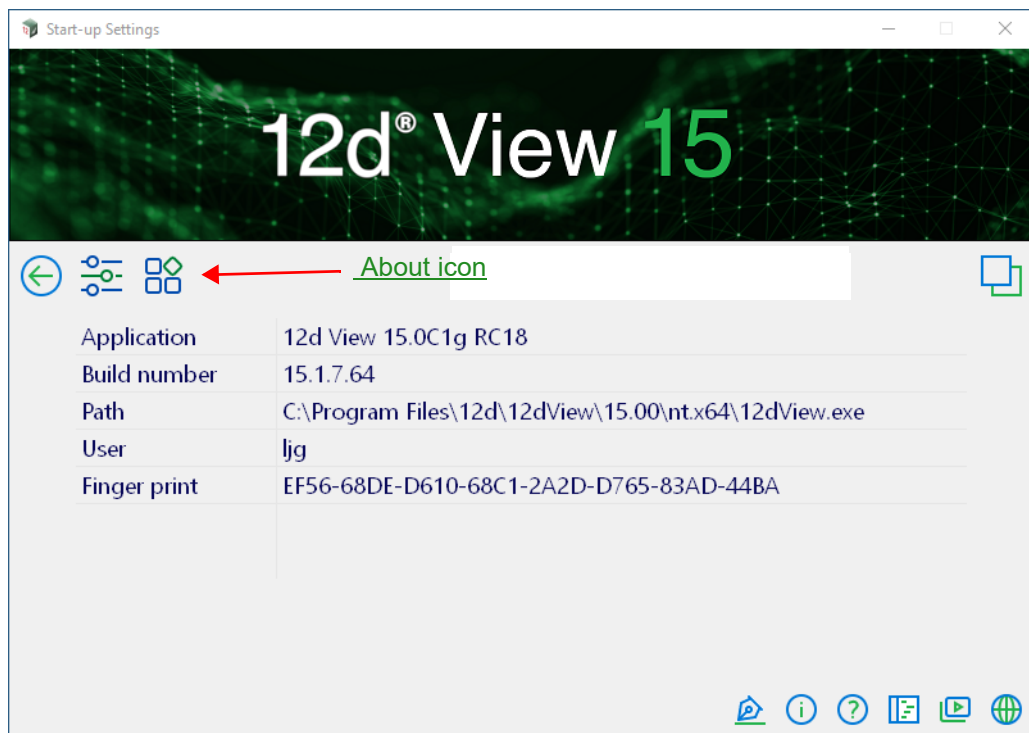 Start-up Settings
12d® View 15
About icon
Application 12d View 15.0C1g RC18
Build number 15.1.7.64
Path C:\Program Files\12d\12dView\15.00\nt.x64\12dView.exe
User ljg
Finger print EF56-68DE-D610-68C1-2A2D-D765-83AD-44BA